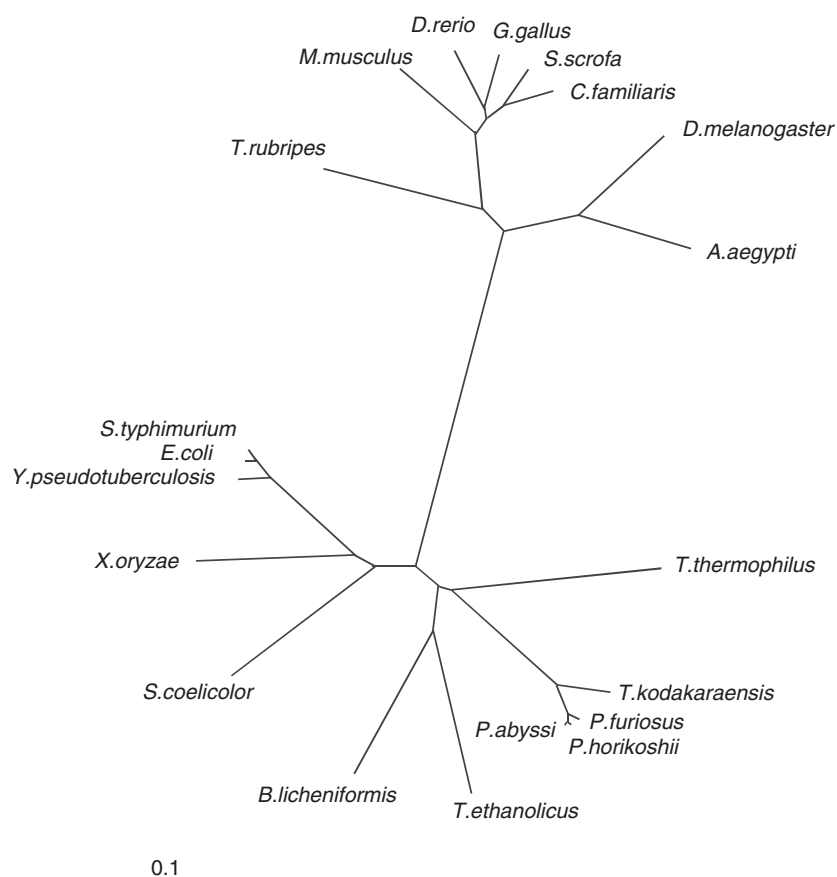 D.rerio
G.gallus
M.musculus
S.scrofa
C.familiaris
D.melanogaster
T.rubripes
A.aegypti
S.typhimurium
E.coli
Y.pseudotuberculosis
X.oryzae
T.thermophilus
S.coelicolor
T.kodakaraensis
P.abyssi
P.furiosus
P.horikoshii
B.licheniformis
T.ethanolicus
0.1